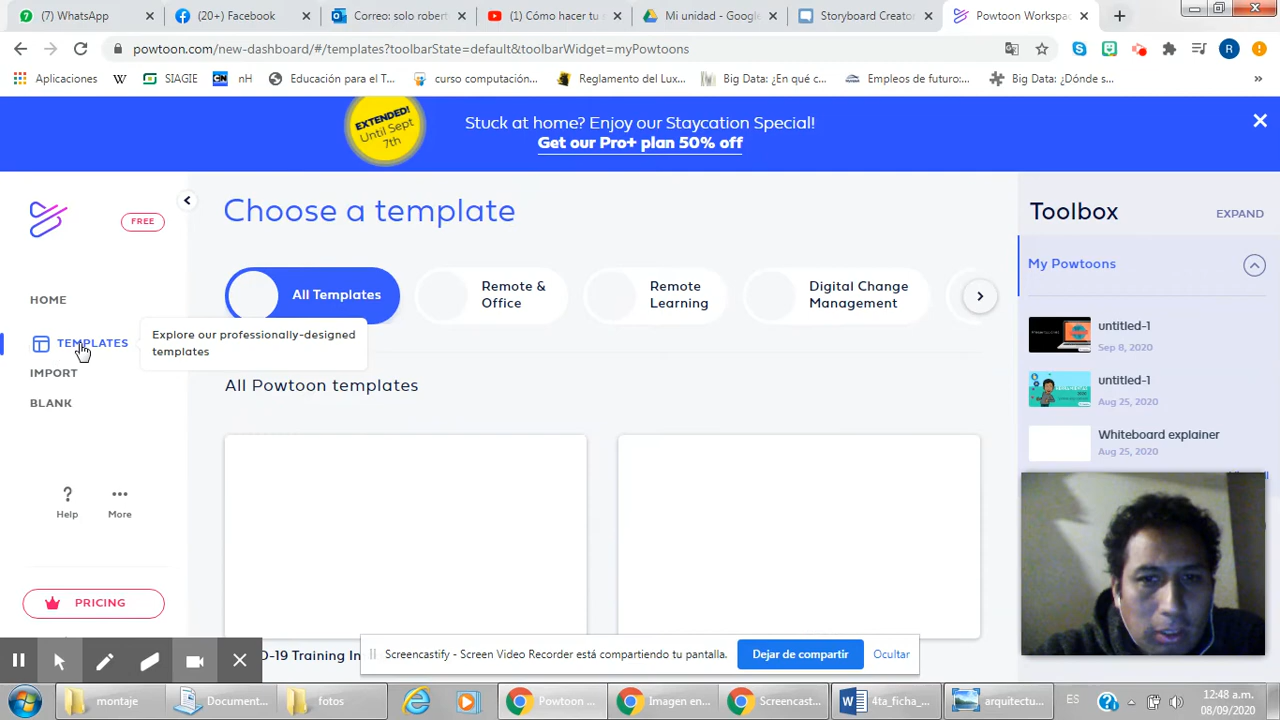 (7) WhatsApp
(20+) Facebook
Correo: solo rober
(1) Cómo hacer tu s
Mi unidad - Googl
Storyboard Creator
Powtoon Workspa
powtoon.com/new-dashboard/#/templates?toolbarState=default&toolbarWidget=myPowtoons
R
Aplicaciones
W
SIAGIE
CN
nH
Educación para el T...
curso computación...
Reglamento del Lux...
Big Data: ¿En qué c...
Empleos de futuro:...
Big Data: ¿Dónde s...
»
EXTENDED!
Until Sept
7th
Stuck at home? Enjoy our Staycation Special!
Get our Pro+ plan 50% off
FREE
HOME
TEMPLATES
Explore our professionally-designed
templates
IMPORT
BLANK
?
Help
More
PRICING
Choose a template
All Templates
Remote &
Office
Remote
Learning
Digital Change
Management
All Powtoon templates
D-19 Training In
Toolbox
EXPAND
My Powtoons
untitled-1
Sep 8, 2020
untitled-1
Aug 25, 2020
Whiteboard explainer
Aug 25, 2020
Screencastify - Screen Video Recorder está compartiendo tu pantalla.
Dejar de compartir
Ocultar
montaje
Document...
fotos
Powtoon ...
Imagen en...
Screencast...
4ta_ficha_...
arquitectu...
ES
12:48 a.m.
08/09/2020